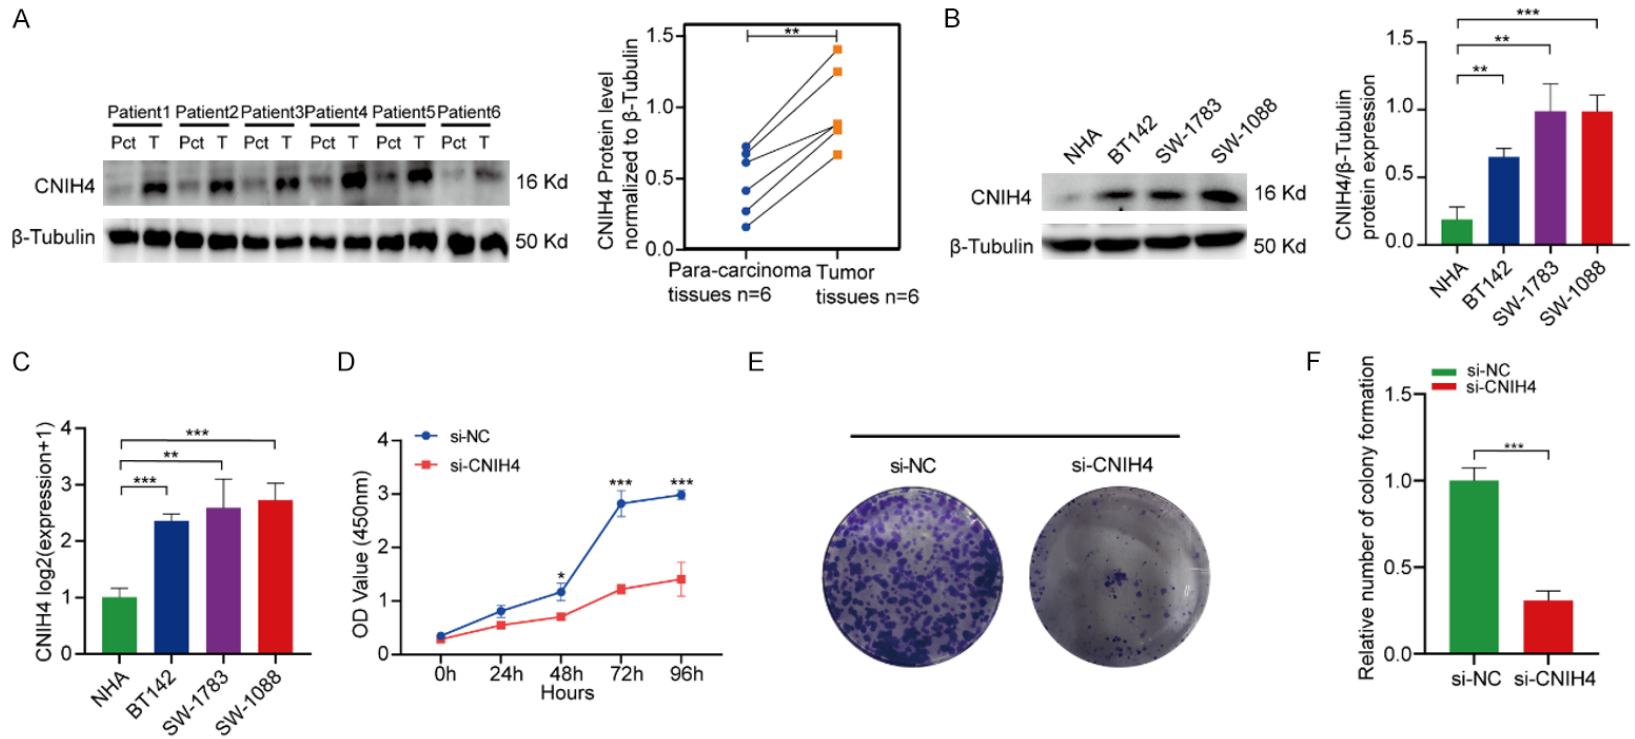 A
Patient1 Patient2 Patient3 Patient4 Patient5 Patient6
Pct T Pct T Pct T Pct T Pct T Pct T
CNIH4 16 Kd
β-Tubulin 50 Kd
CNIH4 Protein level
normalized to β-Tubulin
1.5
1.0
0.5
0.0
**
Para-carcinoma
tissues n=6
Tumor
tissues n=6
B
NHA BT142 SW-1783 SW-1088
CNIH4 16 Kd
β-Tubulin 50 Kd
CNIH4/β-Tubulin
protein expression
1.5
1.0
0.5
0.0
***
**
**
NHA BT142 SW-1783 SW-1088
C
CNIH4 log2(expression+1)
4
3
2
1
0
***
**
***
NHA BT142 SW-1783 SW-1088
D
si-NC
si-CNIH4
OD Value (450nm)
4
3
2
1
0
* *** ***
0h 24h 48h 72h 96h
Hours
E
si-NC si-CNIH4
F
si-NC
si-CNIH4
Relative number of colony formation
1.5
1.0
0.5
0.0
***
si-NC si-CNIH4